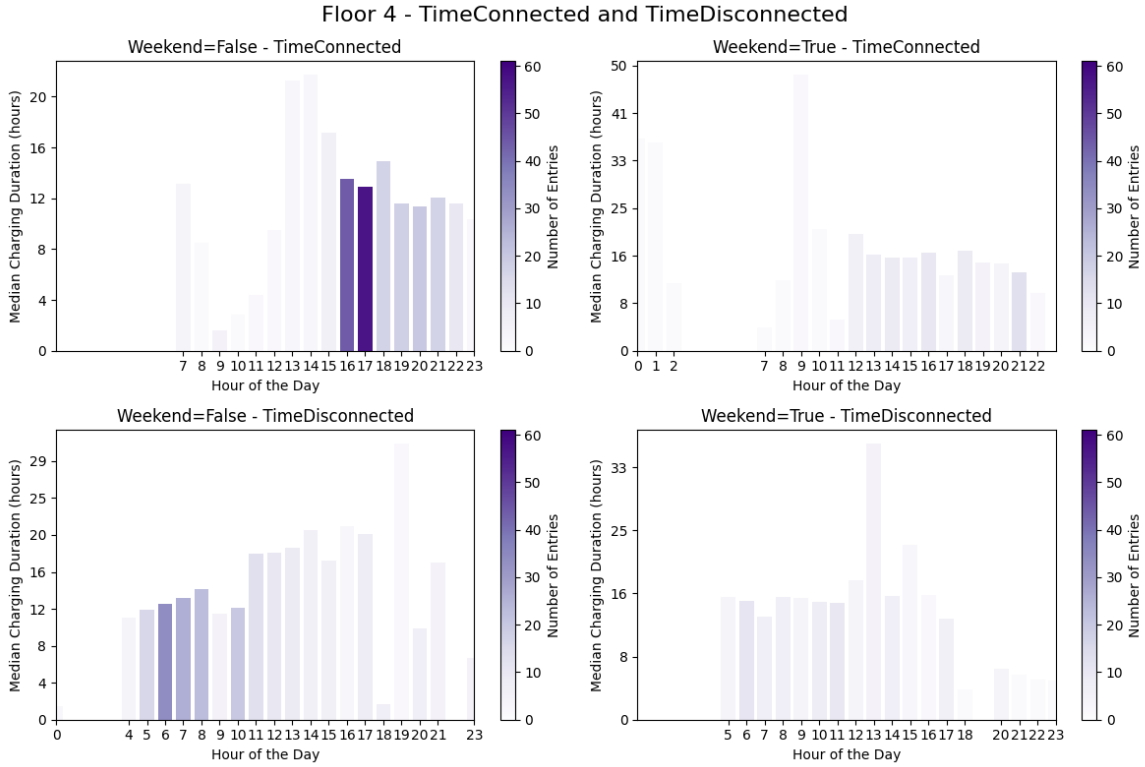 Floor 4 - TimeConnected and TimeDisconnected
Weekend=False - TimeConnected
Median Charging Duration (hours)
20
16
12
8
4
0
7 8 9 10 11 12 13 14 15 16 17 18 19 20 21 22 23
Hour of the Day
60
50
40
30
20
10
0
Number of Entries
Weekend=True - TimeConnected
Median Charging Duration (hours)
50
41
33
25
16
8
0
0 1 2 7 8 9 10 11 12 13 14 15 16 17 18 19 20 21 22
Hour of the Day
60
50
40
30
20
10
0
Number of Entries
Weekend=False - TimeDisconnected
Median Charging Duration (hours)
29
25
20
16
12
8
4
0
0 4 5 6 7 8 9 10 11 12 13 14 15 16 17 18 19 20 21 23
Hour of the Day
60
50
40
30
20
10
0
Number of Entries
Weekend=True - TimeDisconnected
Median Charging Duration (hours)
33
25
16
8
0
5 6 7 8 9 10 11 12 13 14 15 16 17 18 20 21 22 23
Hour of the Day
60
50
40
30
20
10
0
Number of Entries